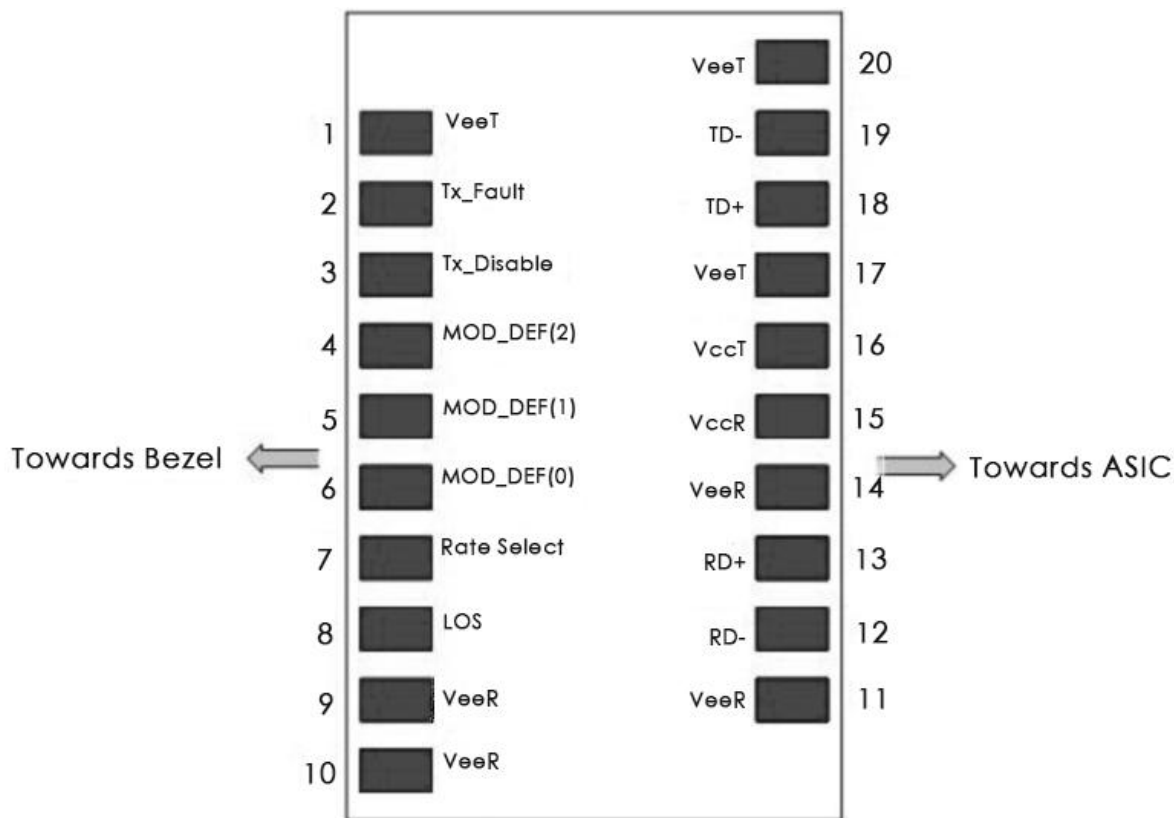 VeeT 20
1 VeeT
TD- 19
2 Tx_Fault
TD+ 18
3 Tx_Disable
VeeT 17
4 MOD_DEF(2)
VccT 16
5 MOD_DEF(1)
VccR 15
Towards Bezel
6 MOD_DEF(0)
VeeR 14
Towards ASIC
7 Rate Select
RD+ 13
8 LOS
RD- 12
9 VeeR
VeeR 11
10 VeeR